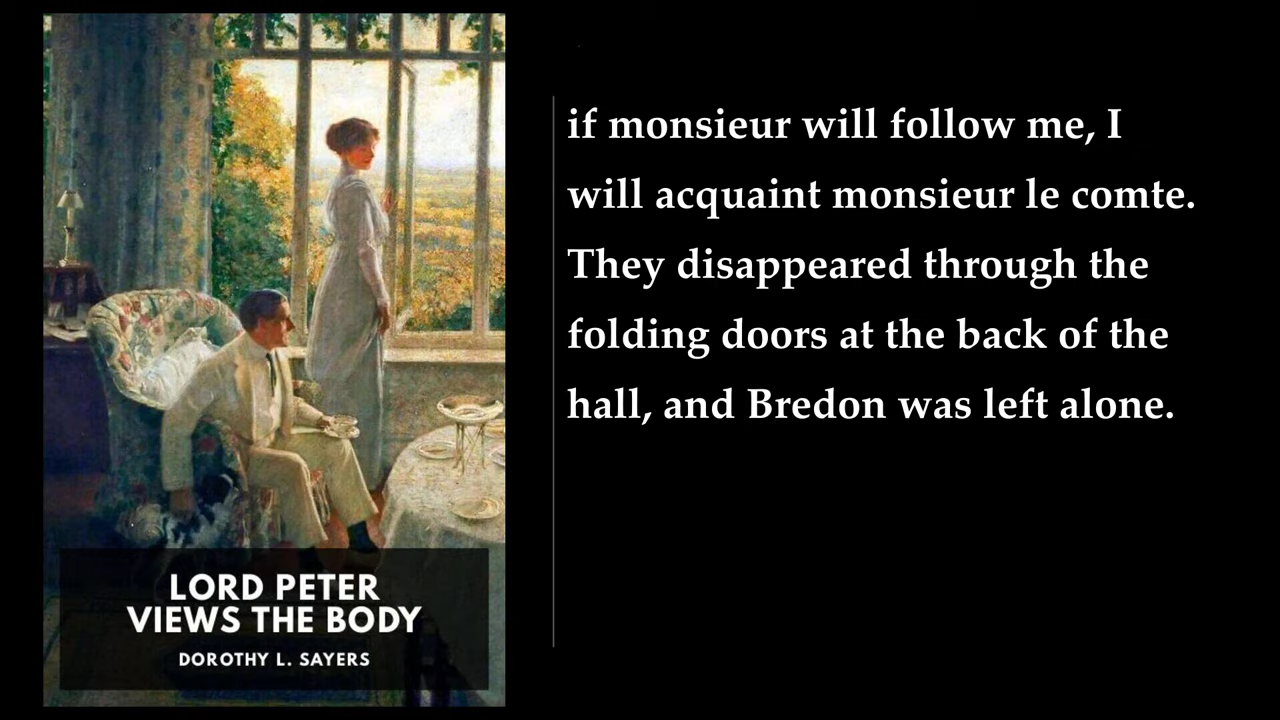 if monsieur will follow me, I
will acquaint monsieur le comte.
They disappeared through the
folding doors at the back of the
hall, and Bredon was left alone.
LORD PETER
VIEWS THE BODY
DOROTHY L. SAYERS